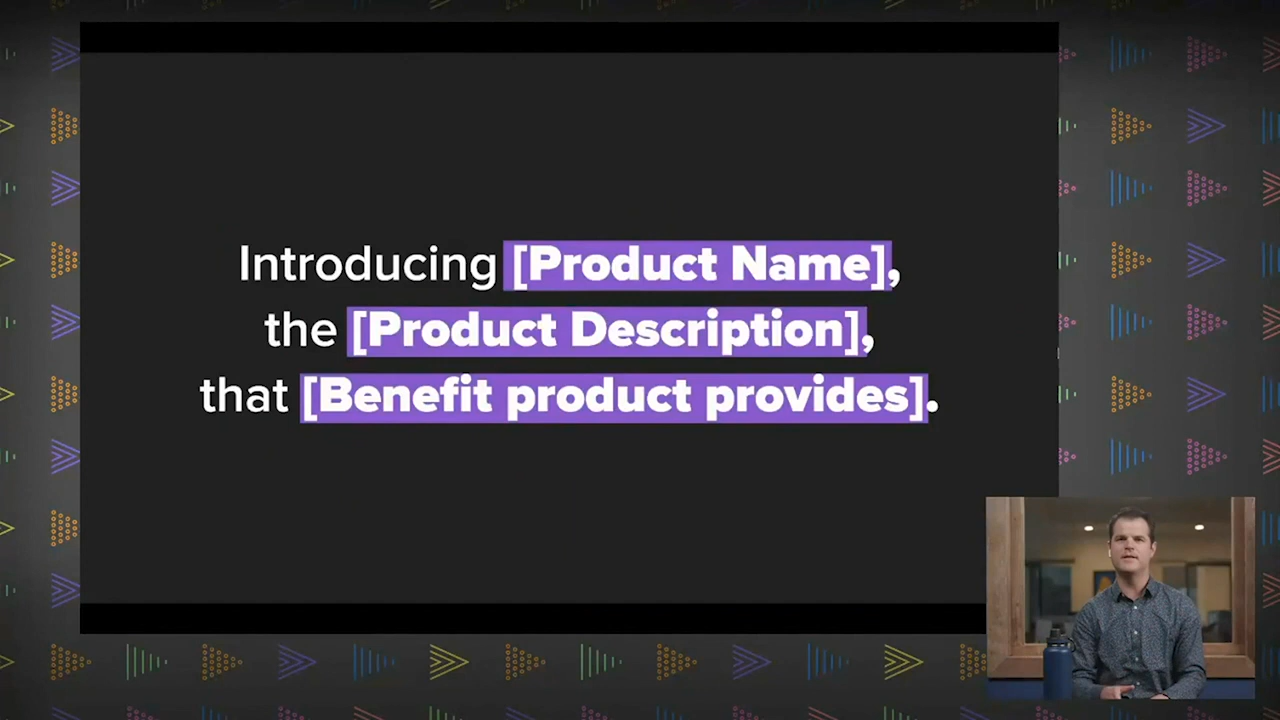 Introducing [Product Name],
the [Product Description],
that [Benefit product provides].